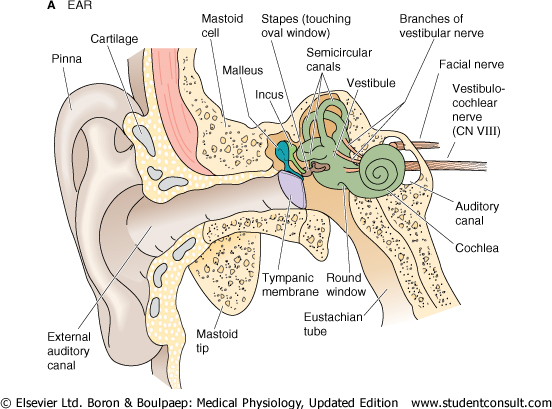 A EAR
Mastoid
cell
Stapes (touching
oval window)
Branches of
vestibular nerve
Cartilage
Semicircular
canals
Facial nerve
Pinna
Malleus
Vestibule
Incus
Vestibulo-
cochlear
nerve
(CN VIII)
Auditory
canal
Cochlea
Tympanic
membrane
Round
window
Eustachian
tube
External
auditory
canal
Mastoid
tip
© Elsevier Ltd. Boron & Boulpaep: Medical Physiology, Updated Edition www.studentconsult.com